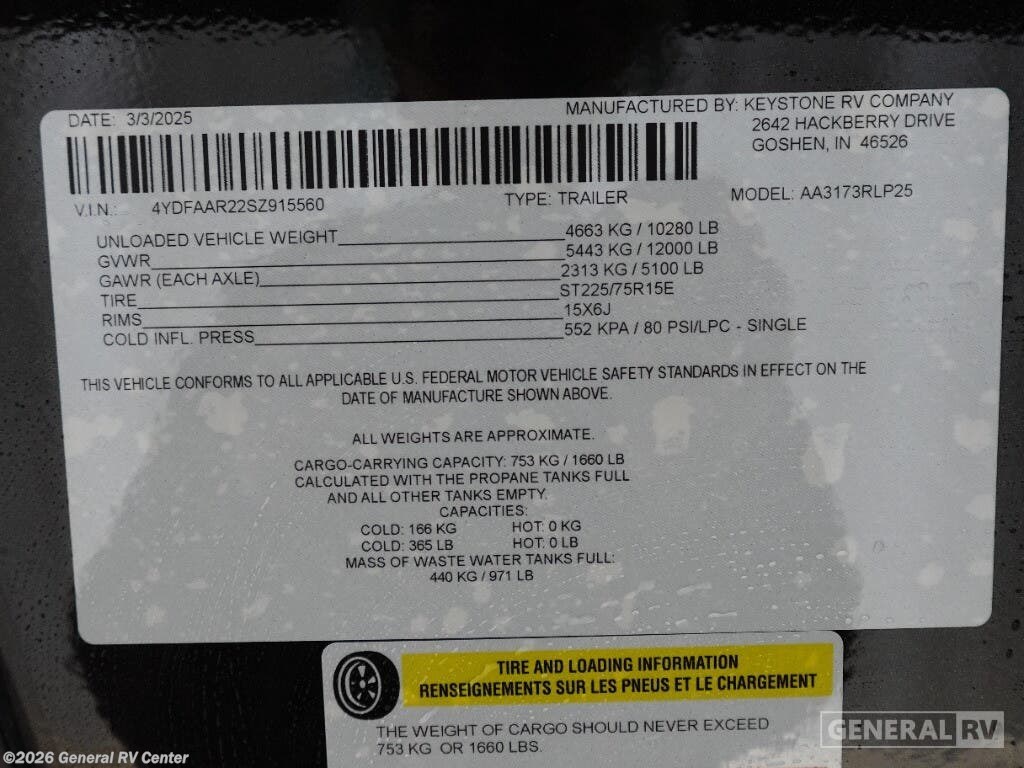 DATE: 3/3/2025
MANUFACTURED BY: KEYSTONE RV COMPANY
2642 HACKBERRY DRIVE
GOSHEN, IN 46526
V.I.N.: 4YDFAAR22SZ915560
TYPE: TRAILER
MODEL: AA3173RLP25
UNLOADED VEHICLE WEIGHT 4663 KG / 10280 LB
GVWR 5443 KG / 12000 LB
GAWR (EACH AXLE) 2313 KG / 5100 LB
TIRE ST225/75R15E
RIMS 15X6J
COLD INFL. PRESS 552 KPA / 80 PSI/LPC - SINGLE
THIS VEHICLE CONFORMS TO ALL APPLICABLE U.S. FEDERAL MOTOR VEHICLE SAFETY STANDARDS IN EFFECT ON THE
DATE OF MANUFACTURE SHOWN ABOVE.
ALL WEIGHTS ARE APPROXIMATE.
CARGO-CARRYING CAPACITY: 753 KG / 1660 LB
CALCULATED WITH THE PROPANE TANKS FULL
AND ALL OTHER TANKS EMPTY.
CAPACITIES:
COLD: 166 KG HOT: 0 KG
COLD: 365 LB HOT: 0 LB
MASS OF WASTE WATER TANKS FULL:
440 KG / 971 LB
TIRE AND LOADING INFORMATION
RENSEIGNEMENTS SUR LES PNEUS ET LE CHARGEMENT
THE WEIGHT OF CARGO SHOULD NEVER EXCEED
753 KG OR 1660 LBS.
GENERAL RV
©2026 General RV Center